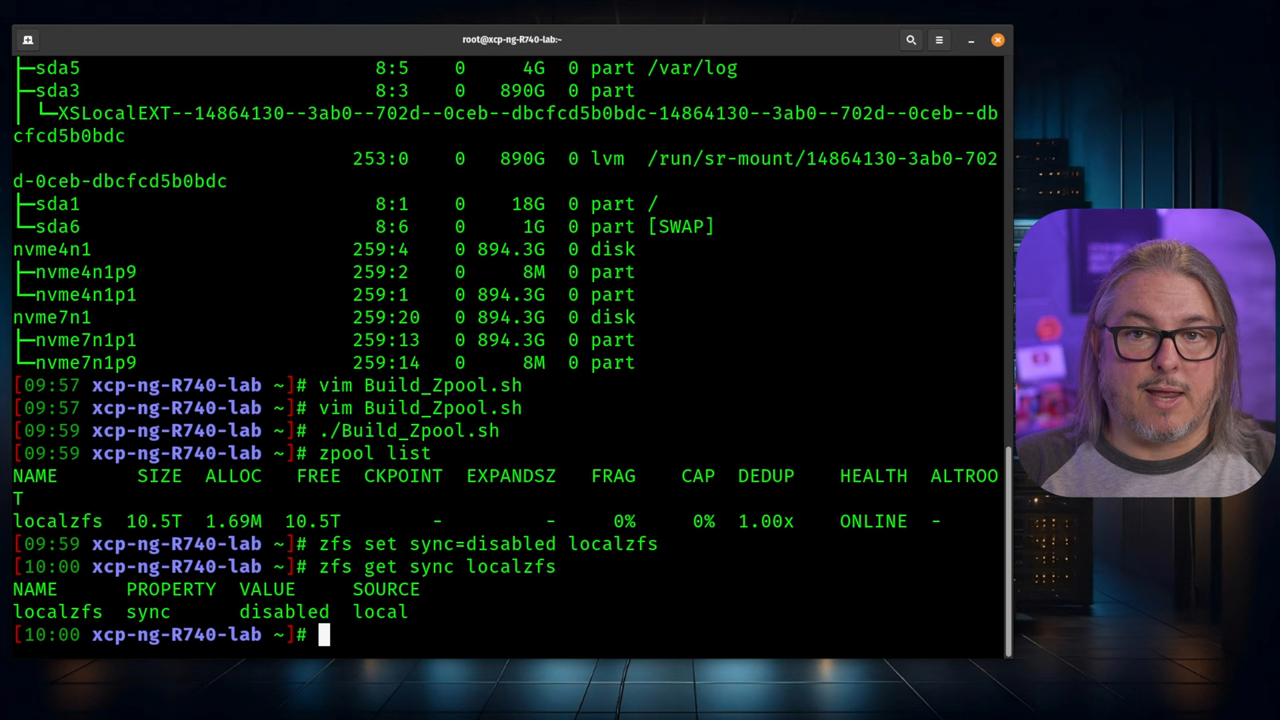 root@xcp-ng-R740-lab:~
├─sda5 8:5 0 4G 0 part /var/log
├─sda3 8:3 0 890G 0 part
│ └─XSLocalEXT--14864130--3ab0--702d--0ceb--dbcfcd5b0bdc-14864130--3ab0--702d--0ceb--db
cfcd5b0bdc
253:0 0 890G 0 lvm /run/sr-mount/14864130-3ab0-702
d-0ceb-dbcfcd5b0bdc
├─sda1 8:1 0 18G 0 part /
└─sda6 8:6 0 1G 0 part [SWAP]
nvme4n1 259:4 0 894.3G 0 disk
├─nvme4n1p9 259:2 0 8M 0 part
└─nvme4n1p1 259:1 0 894.3G 0 part
nvme7n1 259:20 0 894.3G 0 disk
├─nvme7n1p1 259:13 0 894.3G 0 part
└─nvme7n1p9 259:14 0 8M 0 part
[09:57 xcp-ng-R740-lab ~]# vim Build_Zpool.sh
[09:57 xcp-ng-R740-lab ~]# vim Build_Zpool.sh
[09:59 xcp-ng-R740-lab ~]# ./Build_Zpool.sh
[09:59 xcp-ng-R740-lab ~]# zpool list
NAME SIZE ALLOC FREE CKPOINT EXPANDSZ FRAG CAP DEDUP HEALTH ALTROO
T
localzfs 10.5T 1.69M 10.5T - - 0% 0% 1.00x ONLINE -
[09:59 xcp-ng-R740-lab ~]# zfs set sync=disabled localzfs
[10:00 xcp-ng-R740-lab ~]# zfs get sync localzfs
NAME PROPERTY VALUE SOURCE
localzfs sync disabled local
[10:00 xcp-ng-R740-lab ~]#